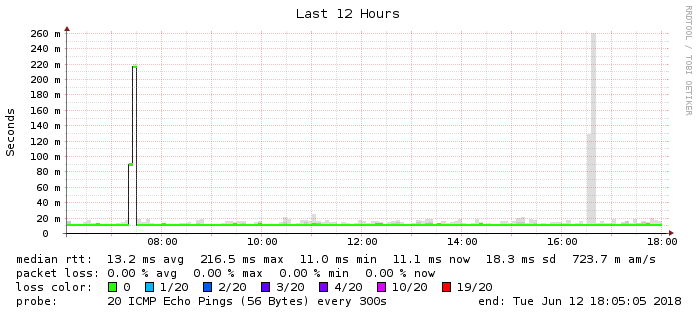 Last 12 Hours
RRDTOOL / TOBI OETIKER
Seconds
260 m
240 m
220 m
200 m
180 m
160 m
140 m
120 m
100 m
80 m
60 m
40 m
20 m
0
08:00 10:00 12:00 14:00 16:00 18:00
median rtt: 13.2 ms avg 216.5 ms max 11.0 ms min 11.1 ms now 18.3 ms sd 723.7 m am/s
packet loss: 0.00 % avg 0.00 % max 0.00 % min 0.00 % now
loss color: 0 1/20 2/20 3/20 4/20 10/20 19/20
probe: 20 ICMP Echo Pings (56 Bytes) every 300s end: Tue Jun 12 18:05:05 2018